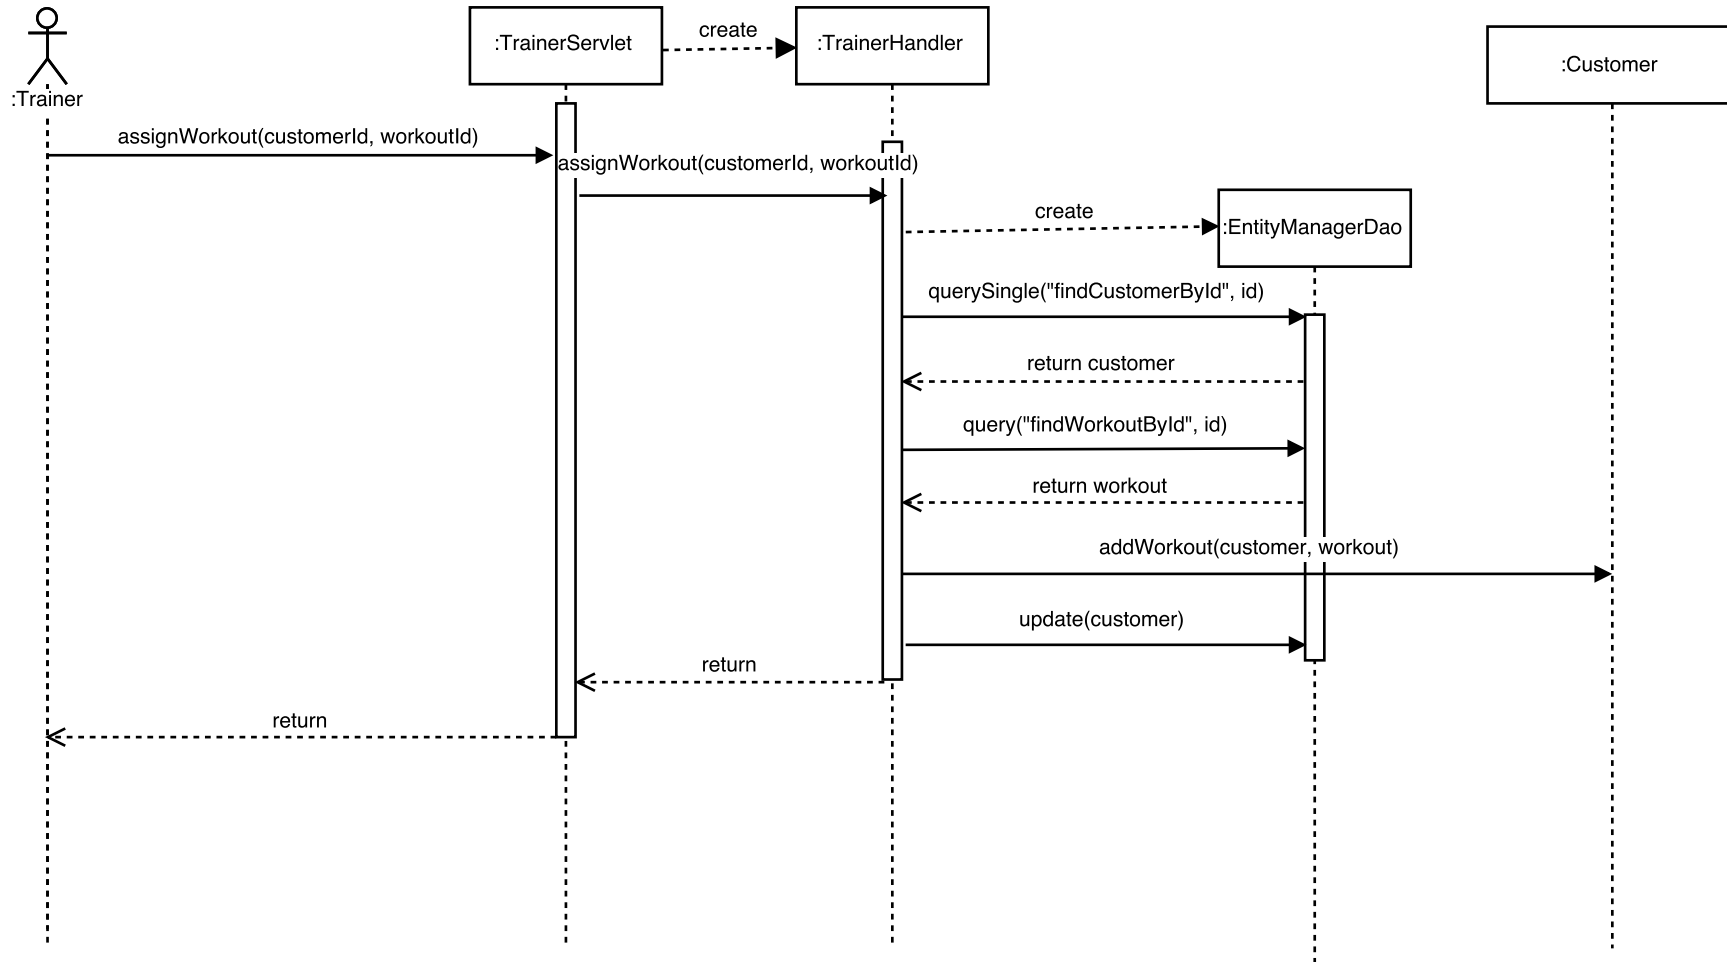 create
:TrainerServlet
:TrainerHandler
:Customer
:Trainer
assignWorkout(customerId, workoutId)
assignWorkout(customerId, workoutId)
create
:EntityManagerDao
querySingle("findCustomerById", id)
return customer
query("findWorkoutById", id)
return workout
addWorkout(customer, workout)
update(customer)
return
return